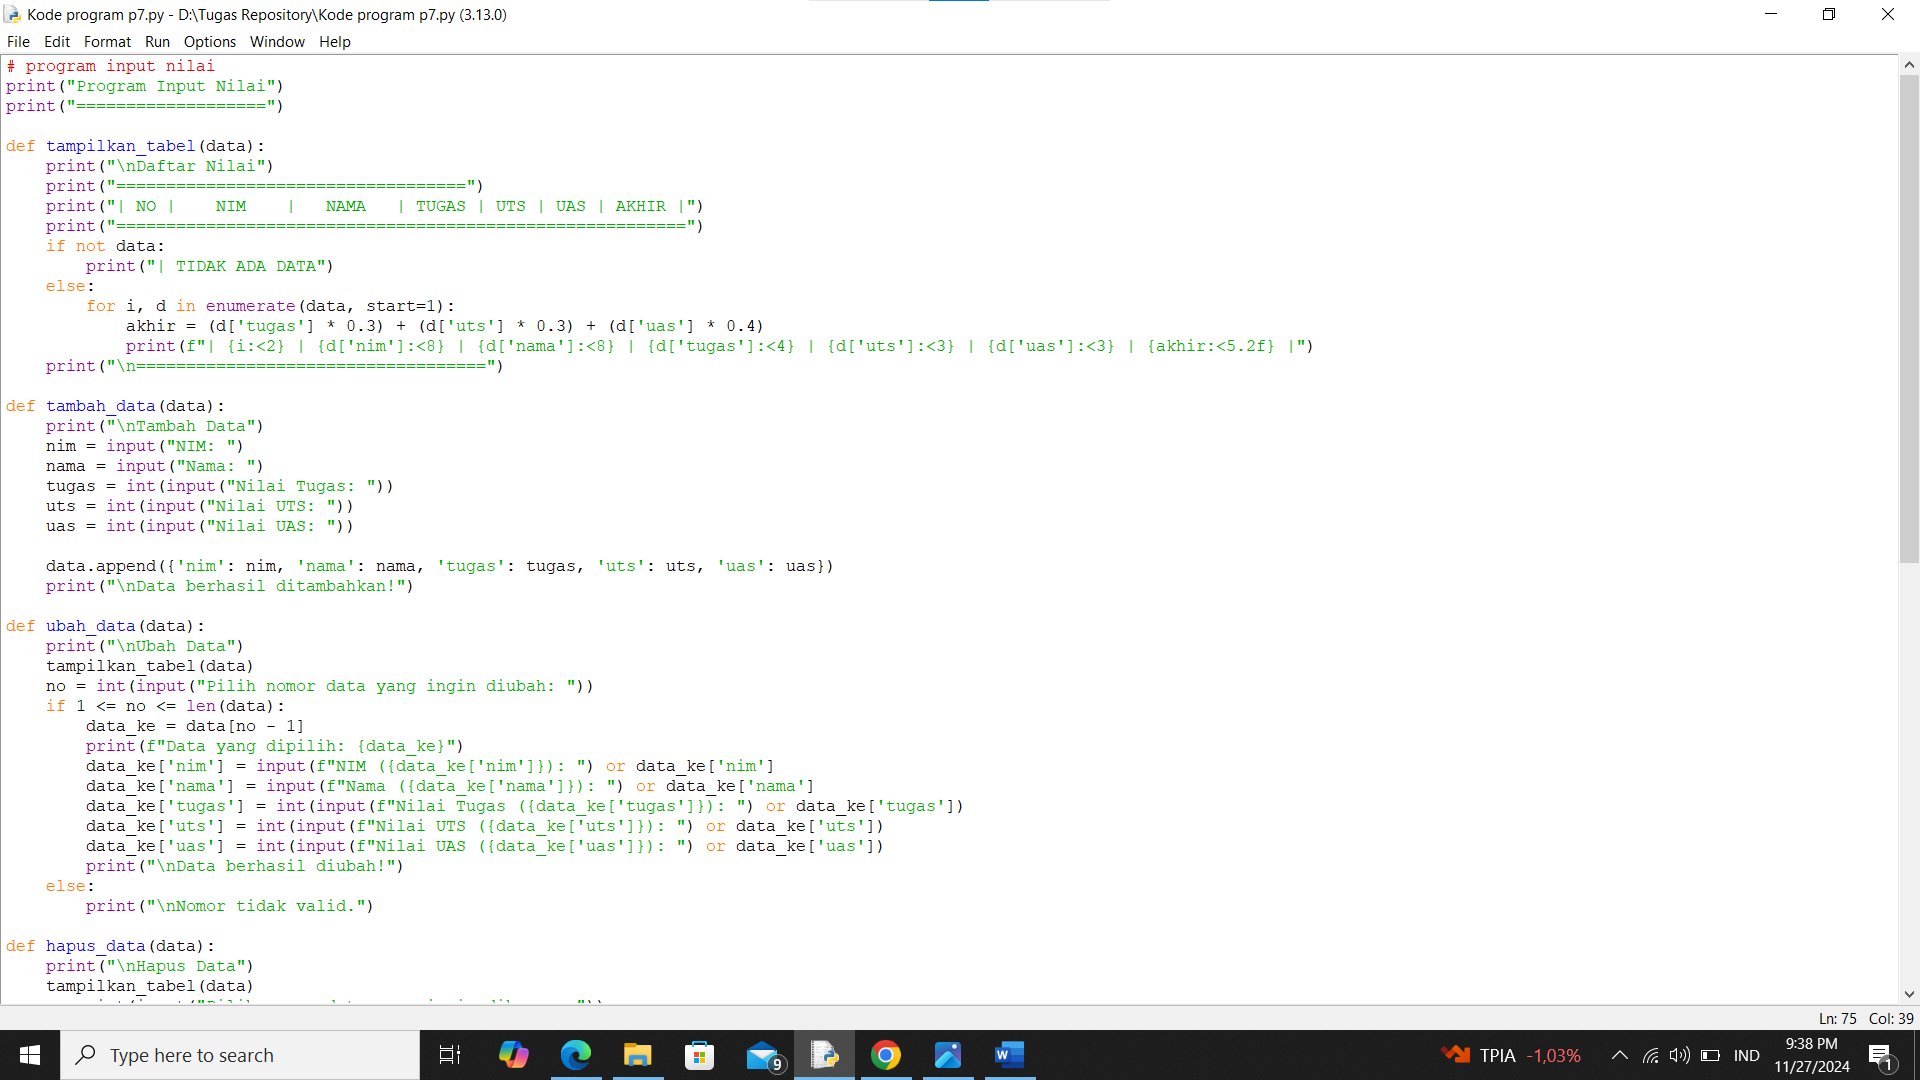 Kode program p7.py - D:\Tugas Repository\Kode program p7.py (3.13.0)
File Edit Format Run Options Window Help
# program input nilai
print("Program Input Nilai")
print("===================")

def tampilkan_tabel(data):
    print("\nDaftar Nilai")
    print("===================================")
    print("| NO |    NIM    |   NAMA   | TUGAS | UTS | UAS | AKHIR |")
    print("=========================================================")
    if not data:
        print("| TIDAK ADA DATA")
    else:
        for i, d in enumerate(data, start=1):
            akhir = (d['tugas'] * 0.3) + (d['uts'] * 0.3) + (d['uas'] * 0.4)
            print(f"| {i:<2} | {d['nim']:<8} | {d['nama']:<8} | {d['tugas']:<4} | {d['uts']:<3} | {d['uas']:<3} | {akhir:<5.2f} |")
    print("\n===================================")

def tambah_data(data):
    print("\nTambah Data")
    nim = input("NIM: ")
    nama = input("Nama: ")
    tugas = int(input("Nilai Tugas: "))
    uts = int(input("Nilai UTS: "))
    uas = int(input("Nilai UAS: "))

    data.append({'nim': nim, 'nama': nama, 'tugas': tugas, 'uts': uts, 'uas': uas})
    print("\nData berhasil ditambahkan!")

def ubah_data(data):
    print("\nUbah Data")
    tampilkan_tabel(data)
    no = int(input("Pilih nomor data yang ingin diubah: "))
    if 1 <= no <= len(data):
        data_ke = data[no - 1]
        print(f"Data yang dipilih: {data_ke}")
        data_ke['nim'] = input(f"NIM ({data_ke['nim']}): ") or data_ke['nim']
        data_ke['nama'] = input(f"Nama ({data_ke['nama']}): ") or data_ke['nama']
        data_ke['tugas'] = int(input(f"Nilai Tugas ({data_ke['tugas']}): ") or data_ke['tugas'])
        data_ke['uts'] = int(input(f"Nilai UTS ({data_ke['uts']}): ") or data_ke['uts'])
        data_ke['uas'] = int(input(f"Nilai UAS ({data_ke['uas']}): ") or data_ke['uas'])
        print("\nData berhasil diubah!")
    else:
        print("\nNomor tidak valid.")

def hapus_data(data):
    print("\nHapus Data")
    tampilkan_tabel(data)
Ln: 75 Col: 39
Type here to search
9
TPIA -1,03%
IND
9:38 PM
11/27/2024
1